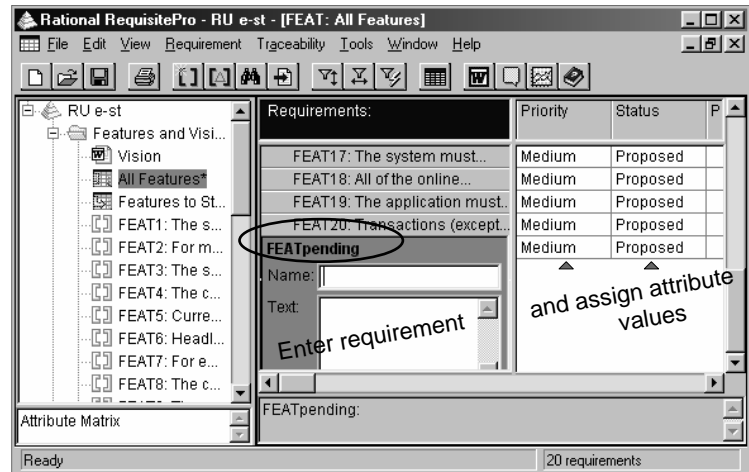 Rational RequisitePro - RU e-st - [FEAT: All Features]
File Edit View Requirement Traceability Tools Window Help
RU e-st
Features and Visi...
Vision
All Features*
Features to St...
FEAT1: The s...
FEAT2: For m...
FEAT3: The s...
FEAT4: The c...
FEAT5: Curre...
FEAT6: Headl...
FEAT7: For e...
FEAT8: The c...
Attribute Matrix
Requirements: Priority Status P
FEAT17: The system must... Medium Proposed
FEAT18: All of the online... Medium Proposed
FEAT19: The application must.. Medium Proposed
FEAT20: Transactions (except... Medium Proposed
FEATpending Medium Proposed
Name:
Text:
Enter requirement
and assign attribute
values
FEATpending:
Ready 20 requirements